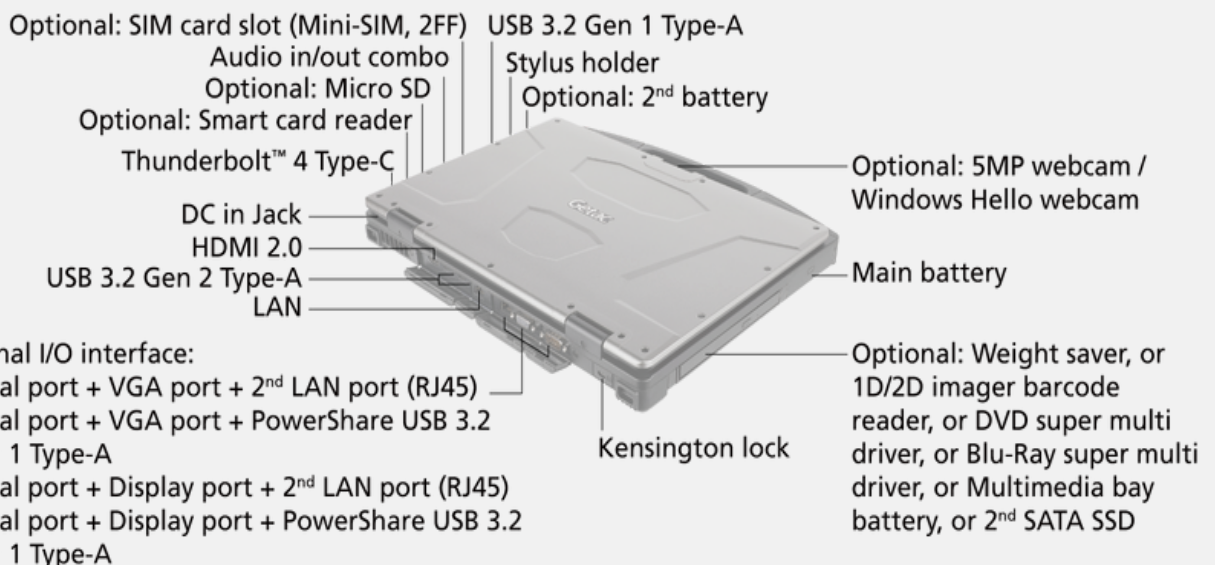 Optional: SIM card slot (Mini-SIM, 2FF)
USB 3.2 Gen 1 Type-A
Audio in/out combo
Stylus holder
Optional: Micro SD
Optional: 2nd battery
Optional: Smart card reader
Thunderbolt™ 4 Type-C
Optional: 5MP webcam /
Windows Hello webcam
DC in Jack
HDMI 2.0
USB 3.2 Gen 2 Type-A
LAN
Main battery
Getac
nal I/O interface:
al port + VGA port + 2nd LAN port (RJ45)
al port + VGA port + PowerShare USB 3.2
1 Type-A
al port + Display port + 2nd LAN port (RJ45)
al port + Display port + PowerShare USB 3.2
1 Type-A
Kensington lock
Optional: Weight saver, or
1D/2D imager barcode
reader, or DVD super multi
driver, or Blu-Ray super multi
driver, or Multimedia bay
battery, or 2nd SATA SSD